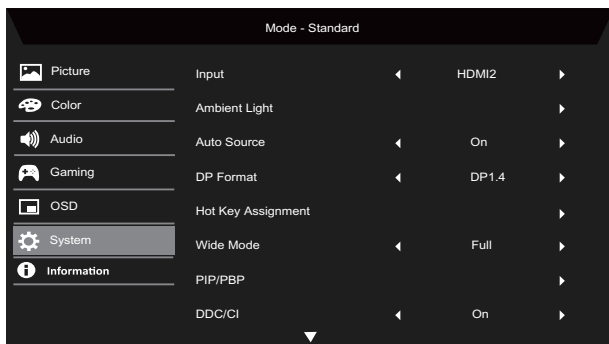 Mode - Standard
Picture
Color
Audio
Gaming
OSD
System
Information
Input HDMI2
Ambient Light
Auto Source On
DP Format DP1.4
Hot Key Assignment
Wide Mode Full
PIP/PBP
DDC/CI On